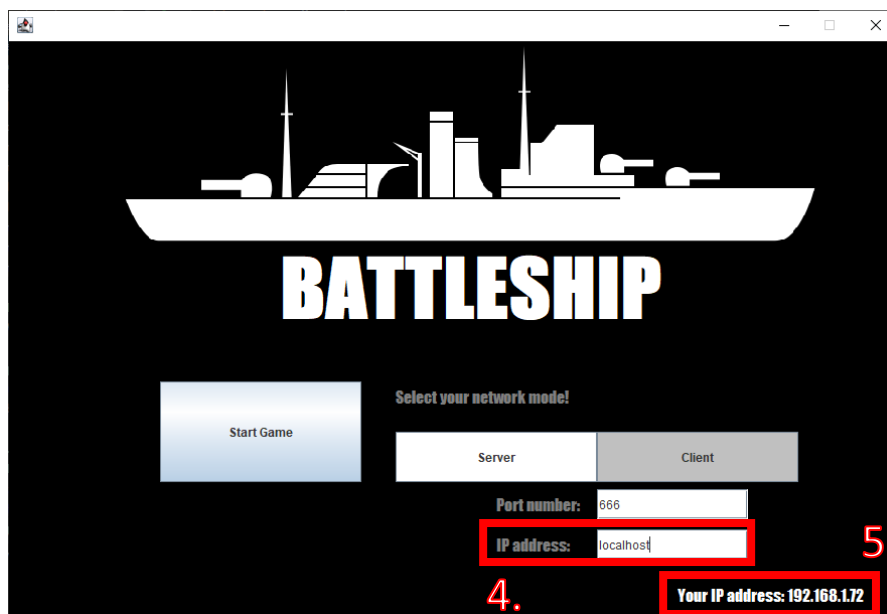 BATTLESHIP
Select your network mode!
Start Game
Server Client
Port number: 666
IP address: localhost
5
4.
Your IP address: 192.168.1.72